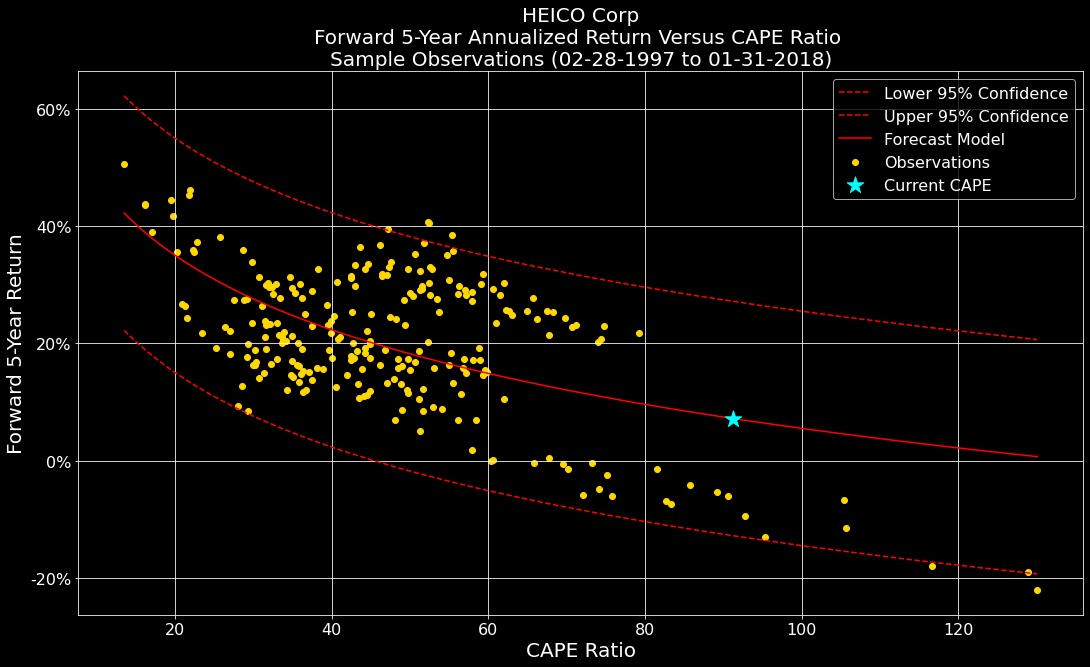 HEICO Corp
Forward 5-Year Annualized Return Versus CAPE Ratio
Sample Observations (02-28-1997 to 01-31-2018)
Lower 95% Confidence
Upper 95% Confidence
Forecast Model
Observations
Current CAPE
Forward 5-Year Return
60%
40%
20%
0%
-20%
20
40
60
80
100
120
CAPE Ratio